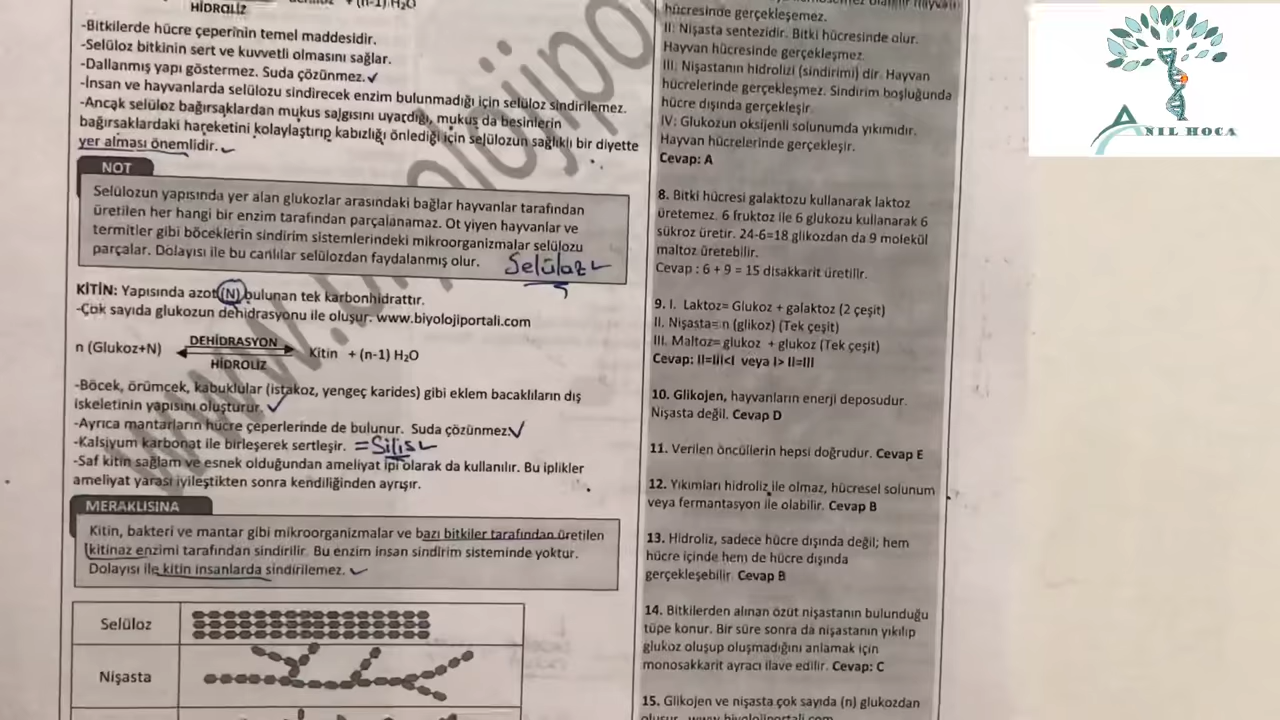 HİDROLİZ + (n-1) H₂O
-Bitkilerde hücre çeperinin temel maddesidir.
-Selüloz bitkinin sert ve kuvvetli olmasını sağlar.
-Dallanmış yapı göstermez. Suda çözünmez.
-İnsan ve hayvanlarda selülozu sindirecek enzim bulunmadığı için selüloz sindirilemez.
-Ancak selüloz bağırsaklardan mukus salgısını uyardığı, mukus da besinlerin
bağırsaklardaki hareketini kolaylaştırıp kabızlığı önlediği için selülozun sağlıklı bir diyette
yer alması önemlidir.
NOT
Selülozun yapısında yer alan glukozlar arasındaki bağlar hayvanlar tarafından
üretilen her hangi bir enzim tarafından parçalanamaz. Ot yiyen hayvanlar ve
termitler gibi böceklerin sindirim sistemlerindeki mikroorganizmalar selülozu
parçalar. Dolayısı ile bu canlılar selülozdan faydalanmış olur. Selülaz
KİTİN: Yapısında azot (N) bulunan tek karbonhidrattır.
-Çok sayıda glukozun dehidrasyonu ile oluşur. www.biyolojiportali.com
n (Glukoz+N) DEHİDRASYON Kitin + (n-1) H₂O
HİDROLİZ
-Böcek, örümcek, kabuklular (istakoz, yengeç karides) gibi eklem bacaklıların dış
iskeletinin yapısını oluşturur.
-Ayrıca mantarların hücre çeperlerinde de bulunur. Suda çözünmez.
-Kalsiyum karbonat ile birleşerek sertleşir. = Silis
-Saf kitin sağlam ve esnek olduğundan ameliyat ipi olarak da kullanılır. Bu iplikler
ameliyat yarası iyileştikten sonra kendiliğinden ayrışır.
MERAKLISINA
Kitin, bakteri ve mantar gibi mikroorganizmalar ve bazı bitkiler tarafından üretilen
kitinaz enzimi tarafından sindirilir. Bu enzim insan sindirim sisteminde yoktur.
Dolayısı ile kitin insanlarda sindirilemez.
Selüloz
Nişasta
hücresinde gerçekleşemez.
II: Nişasta sentezidir. Bitki hücresinde olur.
Hayvan hücresinde gerçekleşmez.
III: Nişastanın hidrolizi (sindirimi) dir. Hayvan
hücrelerinde gerçekleşmez. Sindirim boşluğunda
hücre dışında gerçekleşir.
IV: Glukozun oksijenli solunumda yıkımıdır.
Hayvan hücrelerinde gerçekleşir.
Cevap: A
8. Bitki hücresi galaktozu kullanarak laktoz
üretemez. 6 fruktoz ile 6 glukozu kullanarak 6
sükroz üretir. 24-6=18 glikozdan da 9 molekül
maltoz üretebilir.
Cevap : 6 + 9 = 15 disakkarit üretilir.
9. I. Laktoz= Glukoz + galaktoz (2 çeşit)
II. Nişasta= n (glikoz) (Tek çeşit)
III. Maltoz= glukoz + glukoz (Tek çeşit)
Cevap: II=III<I veya I> II=III
10. Glikojen, hayvanların enerji deposudur.
Nişasta değil. Cevap D
11. Verilen öncüllerin hepsi doğrudur. Cevap E
12. Yıkımları hidroliz ile olmaz, hücresel solunum
veya fermantasyon ile olabilir. Cevap B
13. Hidroliz, sadece hücre dışında değil; hem
hücre içinde hem de hücre dışında
gerçekleşebilir. Cevap B
14. Bitkilerden alınan özüt nişastanın bulunduğu
tüpe konur. Bir süre sonra da nişastanın yıkılıp
glukoz oluşup oluşmadığını anlamak için
monosakkarit ayracı ilave edilir. Cevap: C
15. Glikojen ve nişasta çok sayıda (n) glukozdan
oluşur. www.biyolojiportali.com
ANIL HOCA